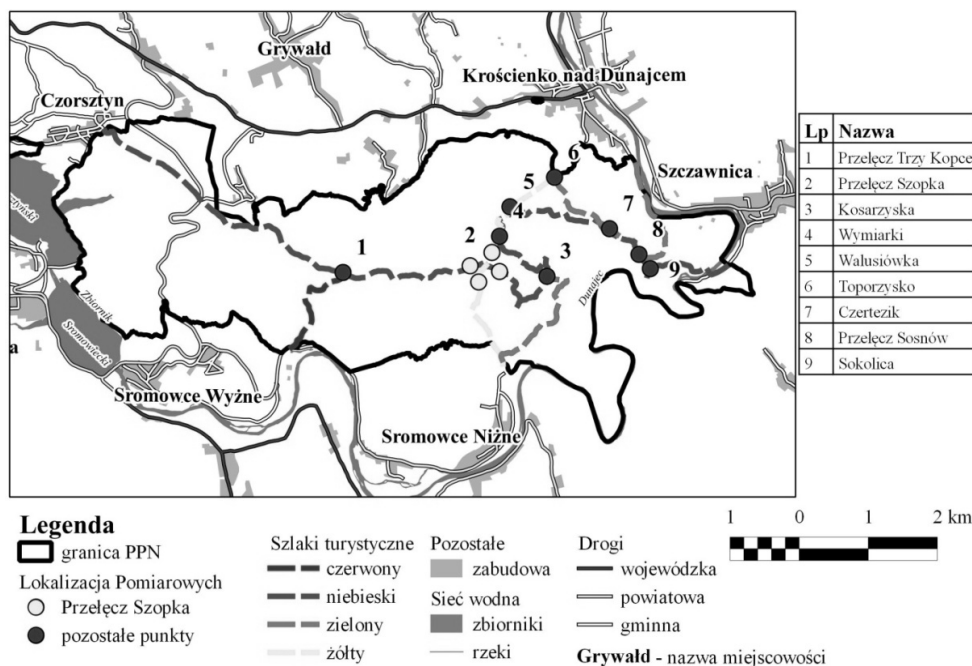 Grywałd
Krościenko nad Dunajcem
Czorsztyn
Szczawnica
6
5
7
4
8
2
3
1
9
Dunajec
Zbiornik
Sromowiecki
a
Sromowce Wyżne
Sromowce Niżne
Lp Nazwa
1 Przełęcz Trzy Kopce
2 Przełęcz Szopka
3 Kosarzyska
4 Wymiarki
5 Wałusiówka
6 Toporzysko
7 Czertezik
8 Przełęcz Sosnów
9 Sokolica
Legenda
granica PPN
Lokalizacja Pomiarowych
Przełęcz Szopka
pozostałe punkty
Szlaki turystyczne
czerwony
niebieski
zielony
żółty
Pozostałe
zabudowa
Sieć wodna
zbiorniki
rzeki
Drogi
wojewódzka
powiatowa
gminna
Grywałd - nazwa miejscowości
1 0 1 2 km